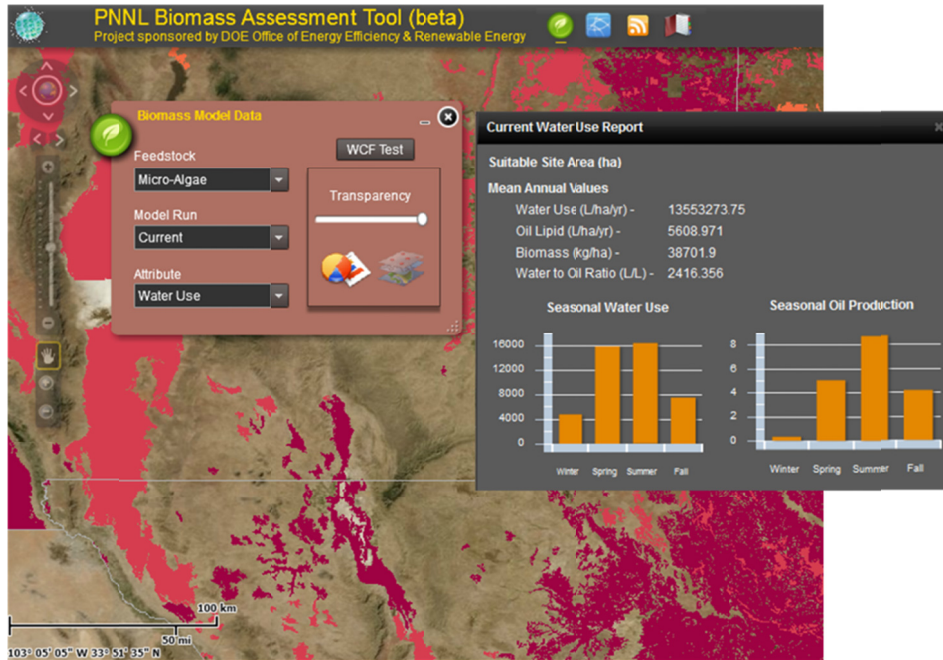 PNNL Biomass Assessment Tool (beta)
Project sponsored by DOE Office of Energy Efficiency & Renewable Energy
Biomass Model Data
Feedstock
Micro-Algae
Model Run
Current
Attribute
Water Use
WCF Test
Transparency
Current Water Use Report
Suitable Site Area (ha)
Mean Annual Values
Water Use (L/ha/yr) - 13553273.75
Oil Lipid (L/ha/yr) - 5608.971
Biomass (kg/ha) - 38701.9
Water to Oil Ratio (L/L) - 2416.356
Seasonal Water Use
16000
12000
8000
4000
0
Winter Spring Summer Fall
Seasonal Oil Production
8
6
4
2
0
Winter Spring Summer Fall
100 km
50 mi
103° 05' 05" W 33° 51' 35" N